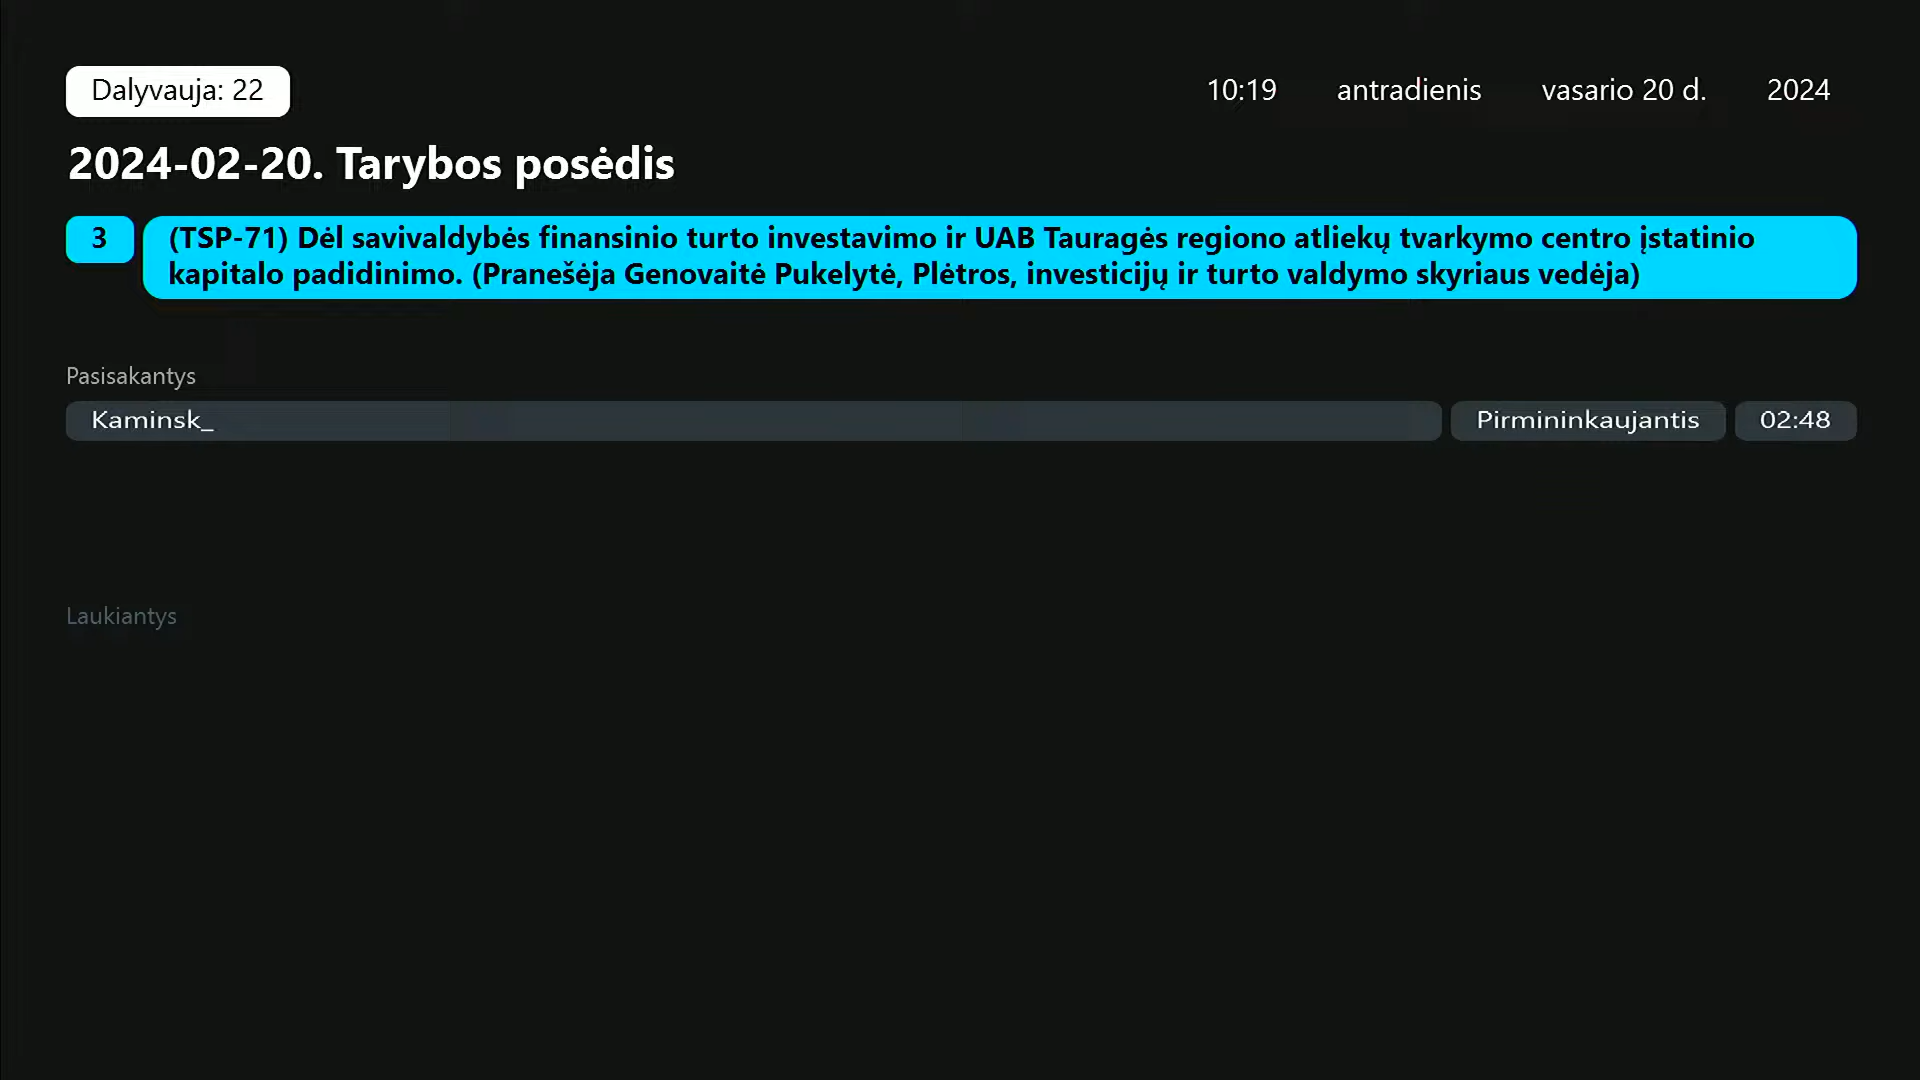 Dalyvauja: 22
10:19 antradienis vasario 20 d. 2024
2024-02-20. Tarybos posėdis
3
(TSP-71) Dėl savivaldybės finansinio turto investavimo ir UAB Tauragės regiono atliekų tvarkymo centro įstatinio
kapitalo padidinimo. (Pranešėja Genovaitė Pukelytė, Plėtros, investicijų ir turto valdymo skyriaus vedėja)
Pasisakantys
Kaminsk_ Pirmininkaujantis 02:48
Laukiantys